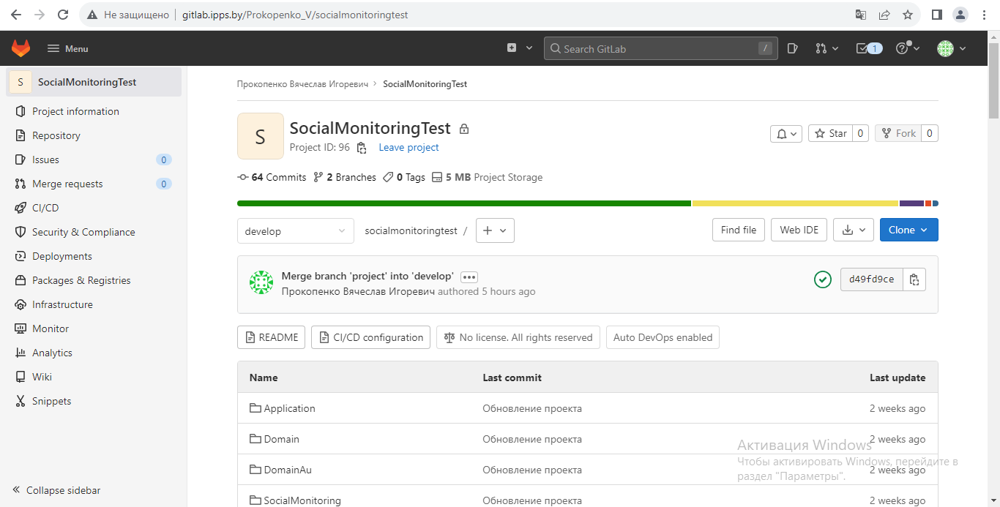 Не защищено gitlab.ipps.by/Prokopenko_V/socialmonitoringtest
Menu Search GitLab / 1
S SocialMonitoringTest
Project information
Repository
Issues 0
Merge requests 0
CI/CD
Security & Compliance
Deployments
Packages & Registries
Infrastructure
Monitor
Analytics
Wiki
Snippets
Collapse sidebar
Прокопенко Вячеслав Игоревич › SocialMonitoringTest
S
SocialMonitoringTest
Project ID: 96 Leave project
Star 0 Fork 0
64 Commits 2 Branches 0 Tags 5 MB Project Storage
develop socialmonitoringtest / + Find file Web IDE Clone
Merge branch 'project' into 'develop'
Прокопенко Вячеслав Игоревич authored 5 hours ago
d49fd9ce
README CI/CD configuration No license. All rights reserved Auto DevOps enabled
Name Last commit Last update
Application Обновление проекта 2 weeks ago
Domain Обновление проекта 2 weeks ago
DomainAu Обновление проекта 2 weeks ago
SocialMonitoring Обновление проекта 2 weeks ago
Активация Windows
Чтобы активировать Windows, перейдите в
раздел "Параметры".